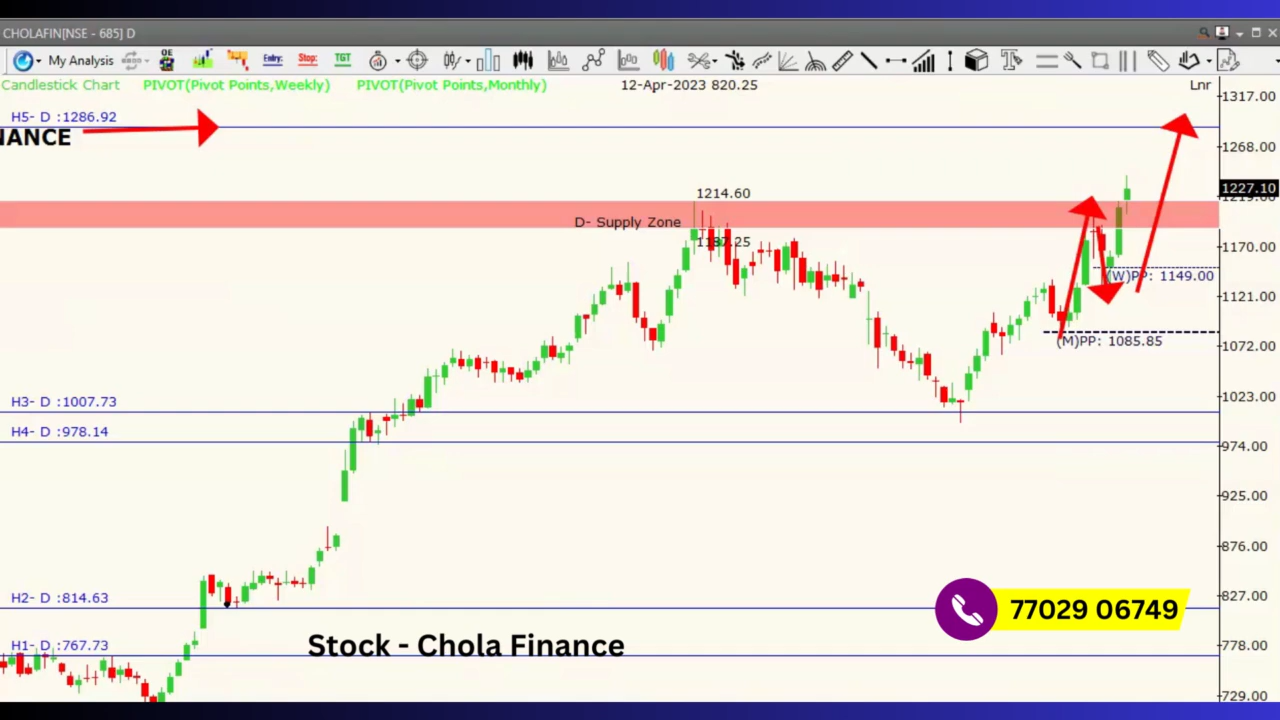 CHOLAFIN[NSE - 685] D
My Analysis
OE
Entry:
Stop:
TGT
Candlestick Chart PIVOT(Pivot Points,Weekly) PIVOT(Pivot Points,Monthly) 12-Apr-2023 820.25 Lnr
1317.00
H5- D :1286.92
NANCE
1268.00
1214.60
1227.10
1219.00
D- Supply Zone
1187.25
1170.00
(W)PP: 1149.00
1121.00
(M)PP: 1085.85
1072.00
H3- D :1007.73
1023.00
H4- D :978.14
974.00
925.00
876.00
H2- D :814.63
827.00
77029 06749
H1- D :767.73
Stock - Chola Finance
778.00
729.00